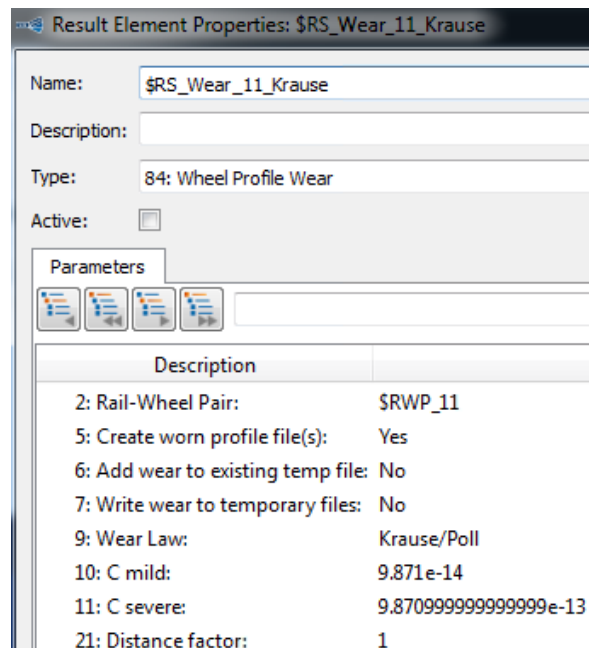 Result Element Properties: $RS_Wear_11_Krause
Name: $RS_Wear_11_Krause
Description:
Type: 84: Wheel Profile Wear
Active:
Parameters
Description
2: Rail-Wheel Pair: $RWP_11
5: Create worn profile file(s): Yes
6: Add wear to existing temp file: No
7: Write wear to temporary files: No
9: Wear Law: Krause/Poll
10: C mild: 9.871e-14
11: C severe: 9.870999999999999e-13
21: Distance factor: 1